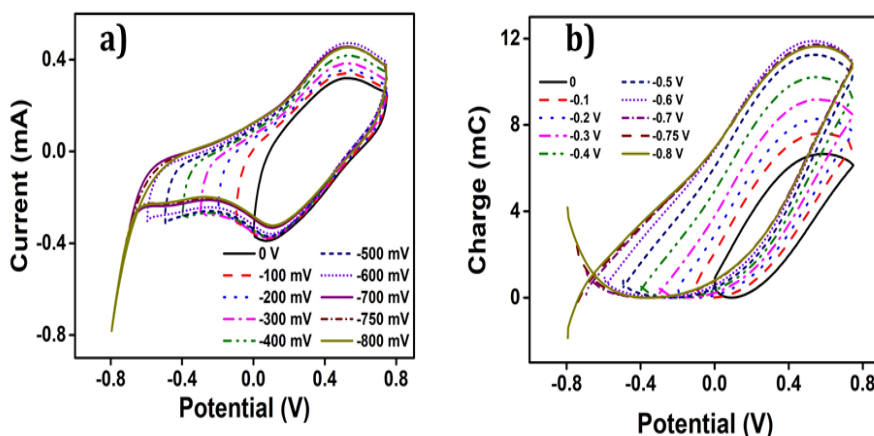 a)
0.4
0.0
-0.4
-0.8
Current (mA)
0 V
-100 mV
-200 mV
-300 mV
-400 mV
-500 mV
-600 mV
-700 mV
-750 mV
-800 mV
-0.8 -0.4 0.0 0.4 0.8
Potential (V)
b)
12
8
4
0
Charge (mC)
0
-0.1
-0.2 V
-0.3 V
-0.4 V
-0.5 V
-0.6 V
-0.7 V
-0.75 V
-0.8 V
-0.8 -0.4 0.0 0.4 0.8
Potential (V)